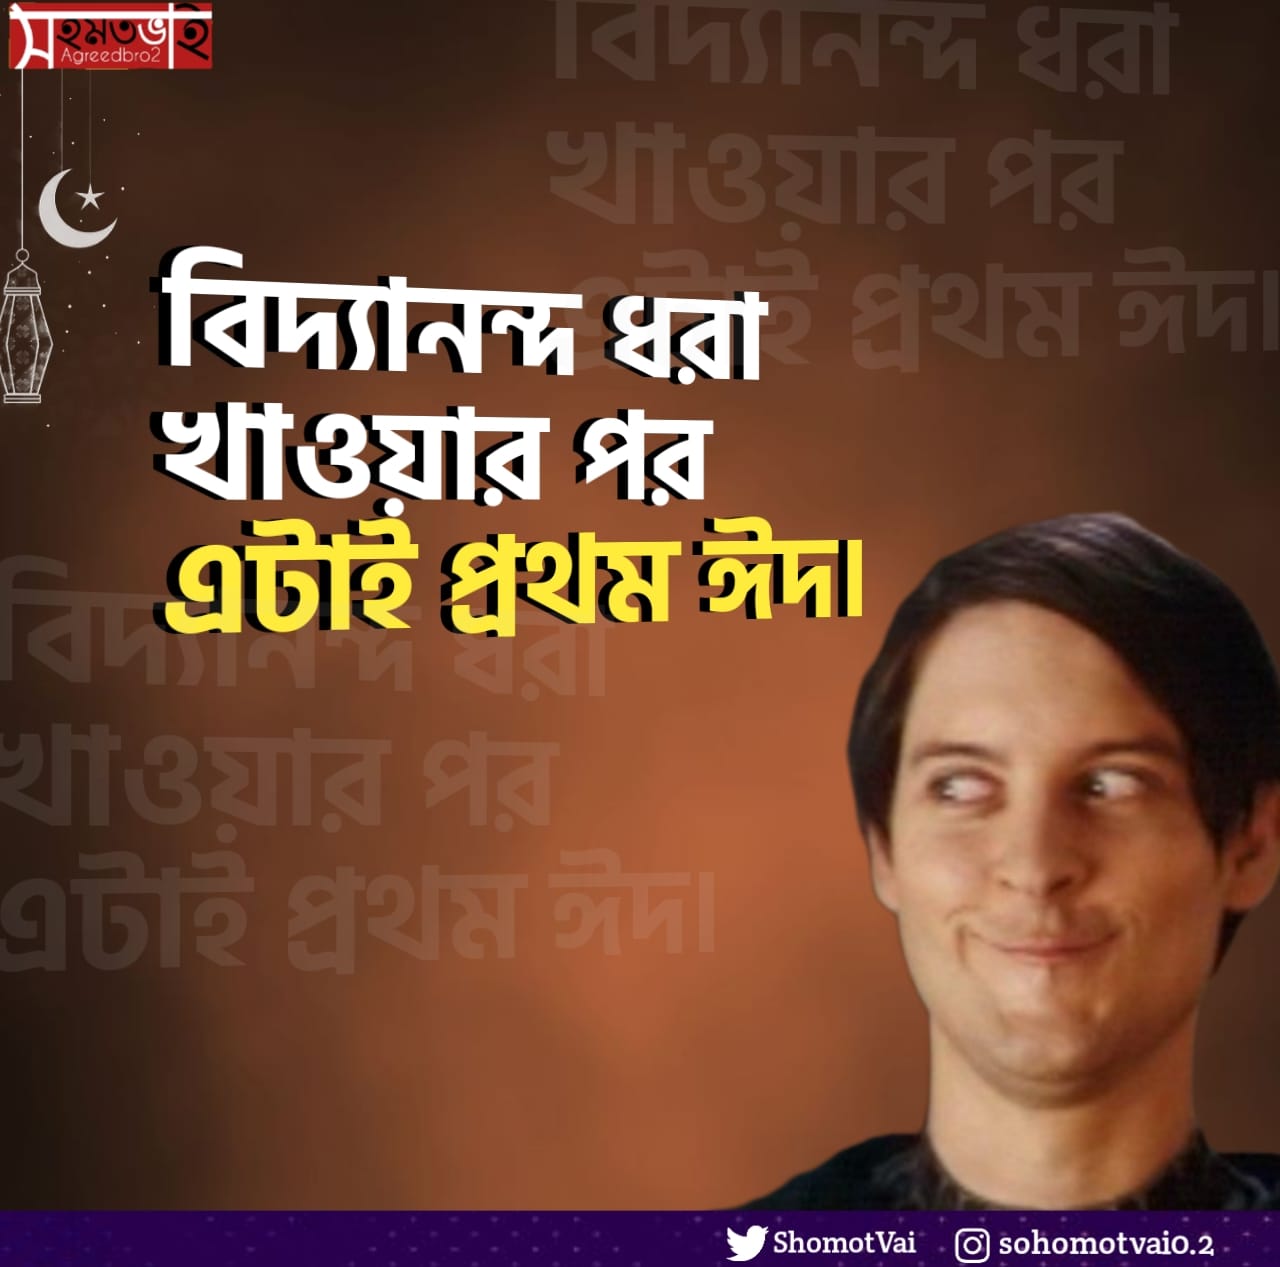 সহমতভাই
Agreedbro2
বিদ্যানন্দ ধরা
খাওয়ার পর
এটাই প্রথম ঈদ।
বিদ্যানন্দ ধরা
খাওয়ার পর
এটাই প্রথম ঈদ।
বিদ্যানন্দ ধরা
খাওয়ার পর
এটাই প্রথম ঈদ।
ShomotVai sohomotvai0.2